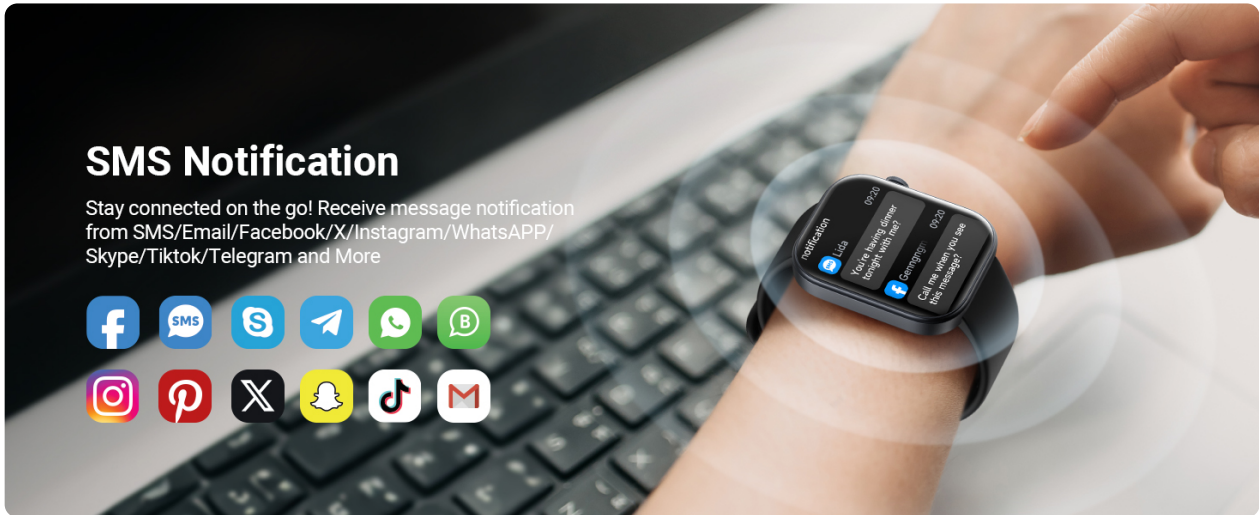 SMS Notification
Stay connected on the go! Receive message notification
from SMS/Email/Facebook/X/Instagram/WhatsAPP/
Skype/Tiktok/Telegram and More
SMS
B
notification
09:20
SMS
Lida
You're having dinner
tonight with me?
09:20
Call me when you see
this message?